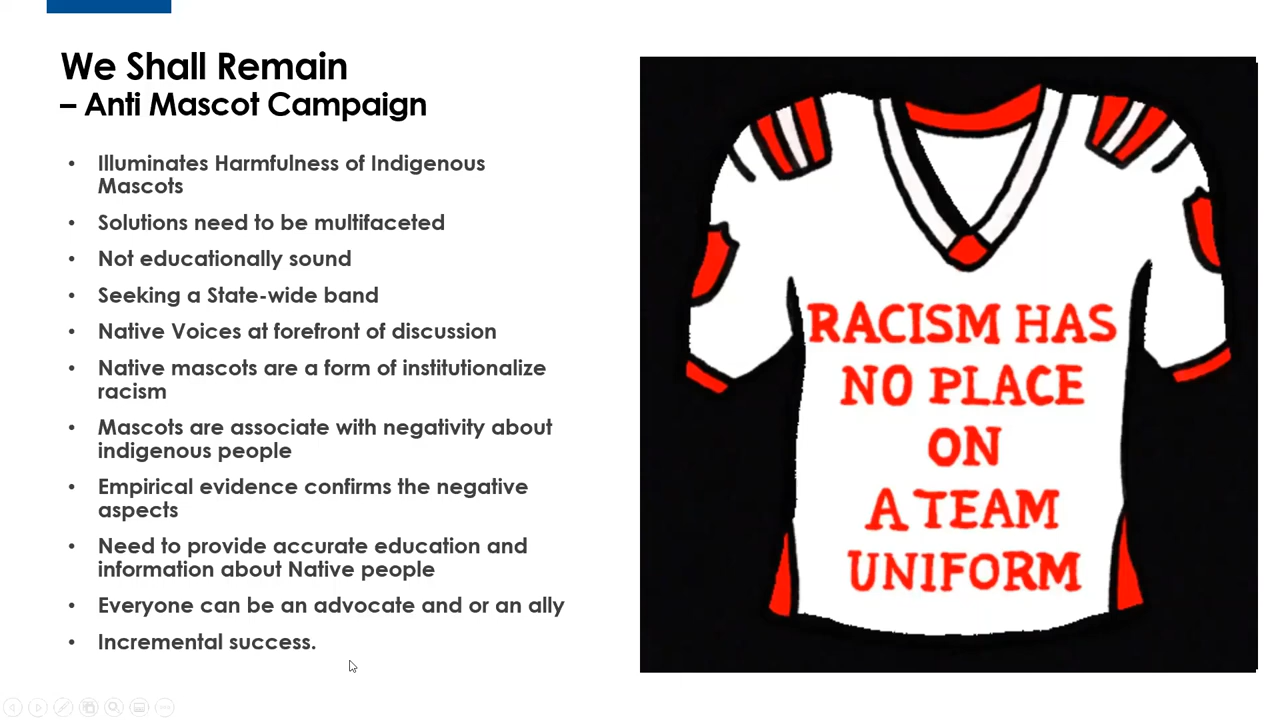 We Shall Remain
– Anti Mascot Campaign
• Illuminates Harmfulness of Indigenous
Mascots
• Solutions need to be multifaceted
• Not educationally sound
• Seeking a State-wide band
• Native Voices at forefront of discussion
• Native mascots are a form of institutionalize
racism
• Mascots are associate with negativity about
indigenous people
• Empirical evidence confirms the negative
aspects
• Need to provide accurate education and
information about Native people
• Everyone can be an advocate and or an ally
• Incremental success.
RACISM HAS
NO PLACE
ON
A TEAM
UNIFORM